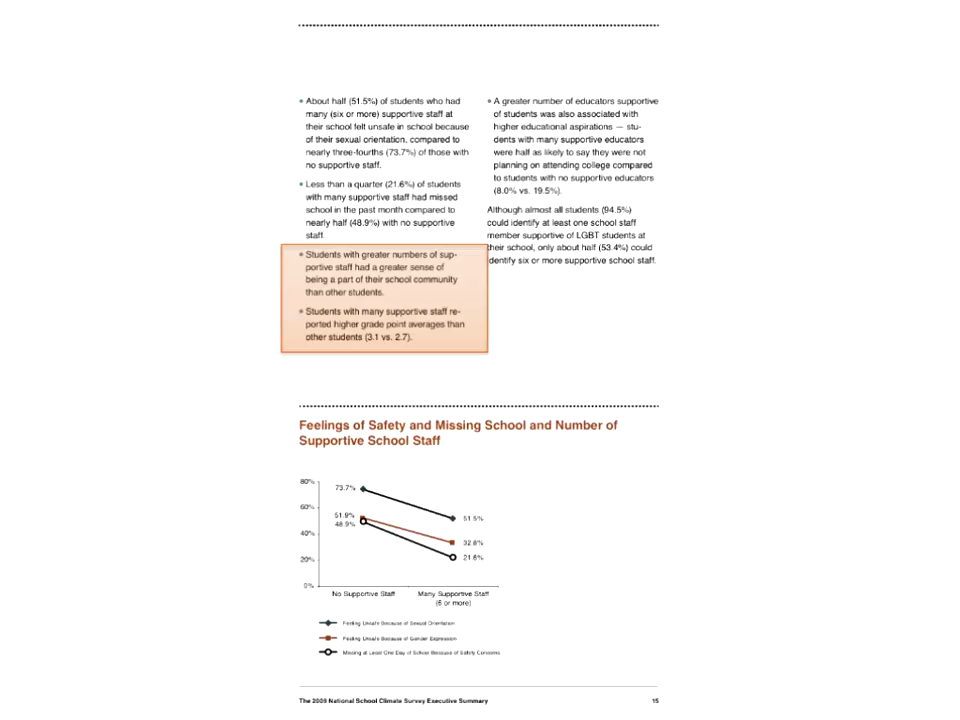 • About half (51.5%) of students who had
many (six or more) supportive staff at
their school felt unsafe in school because
of their sexual orientation, compared to
nearly three-fourths (73.7%) of those with
no supportive staff.
• Less than a quarter (21.6%) of students
with many supportive staff had missed
school in the past month compared to
nearly half (48.9%) with no supportive
staff.
• Students with greater numbers of sup-
portive staff had a greater sense of
being a part of their school community
than other students.
• Students with many supportive staff re-
ported higher grade point averages than
other students (3.1 vs. 2.7).
• A greater number of educators supportive
of students was also associated with
higher educational aspirations — stu-
dents with many supportive educators
were half as likely to say they were not
planning on attending college compared
to students with no supportive educators
(8.0% vs. 19.5%).
Although almost all students (94.5%)
could identify at least one school staff
member supportive of LGBT students at
their school, only about half (53.4%) could
identify six or more supportive school staff.
Feelings of Safety and Missing School and Number of
Supportive School Staff
80%
60%
40%
20%
0%
73.7%
51.9%
48.9%
51.5%
32.8%
21.6%
No Supportive Staff
Many Supportive Staff
(6 or more)
Feeling Unsafe Because of Sexual Orientation
Feeling Unsafe Because of Gender Expression
Missing at Least One Day of School Because of Safety Concerns
The 2009 National School Climate Survey Executive Summary 15